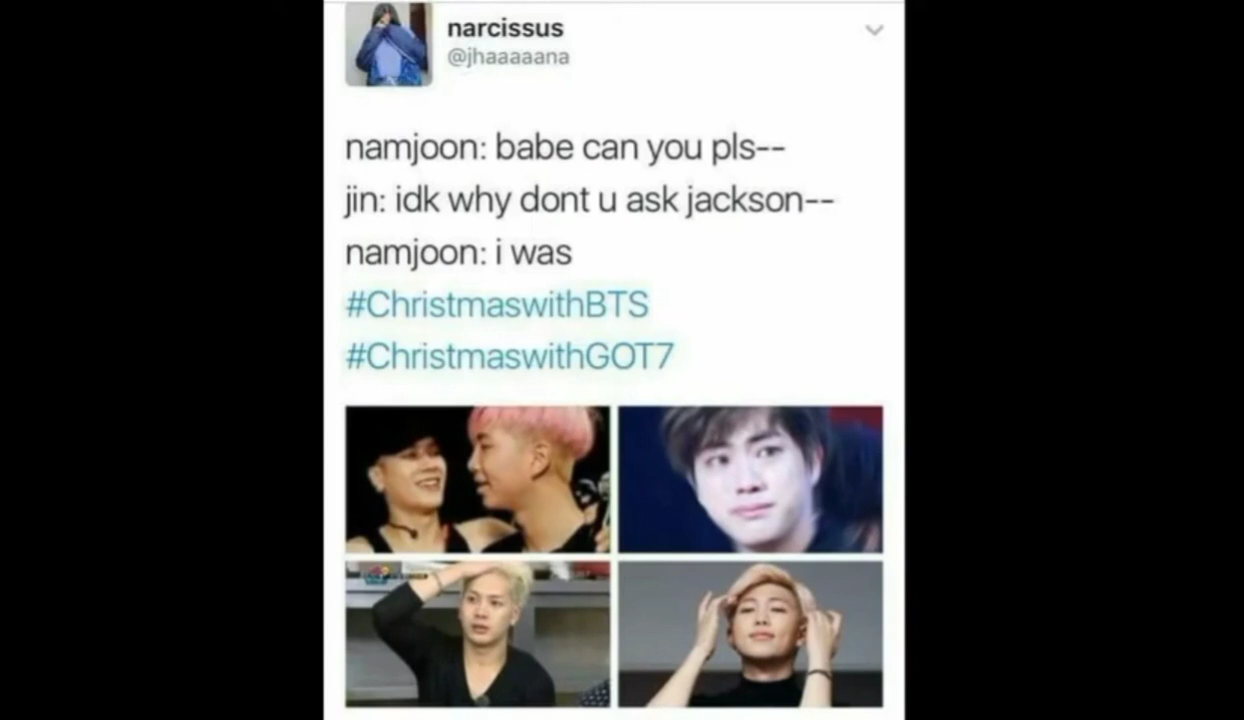 narcissus
@jhaaaaana
namjoon: babe can you pls--
jin: idk why dont u ask jackson--
namjoon: i was
#ChristmaswithBTS
#ChristmaswithGOT7